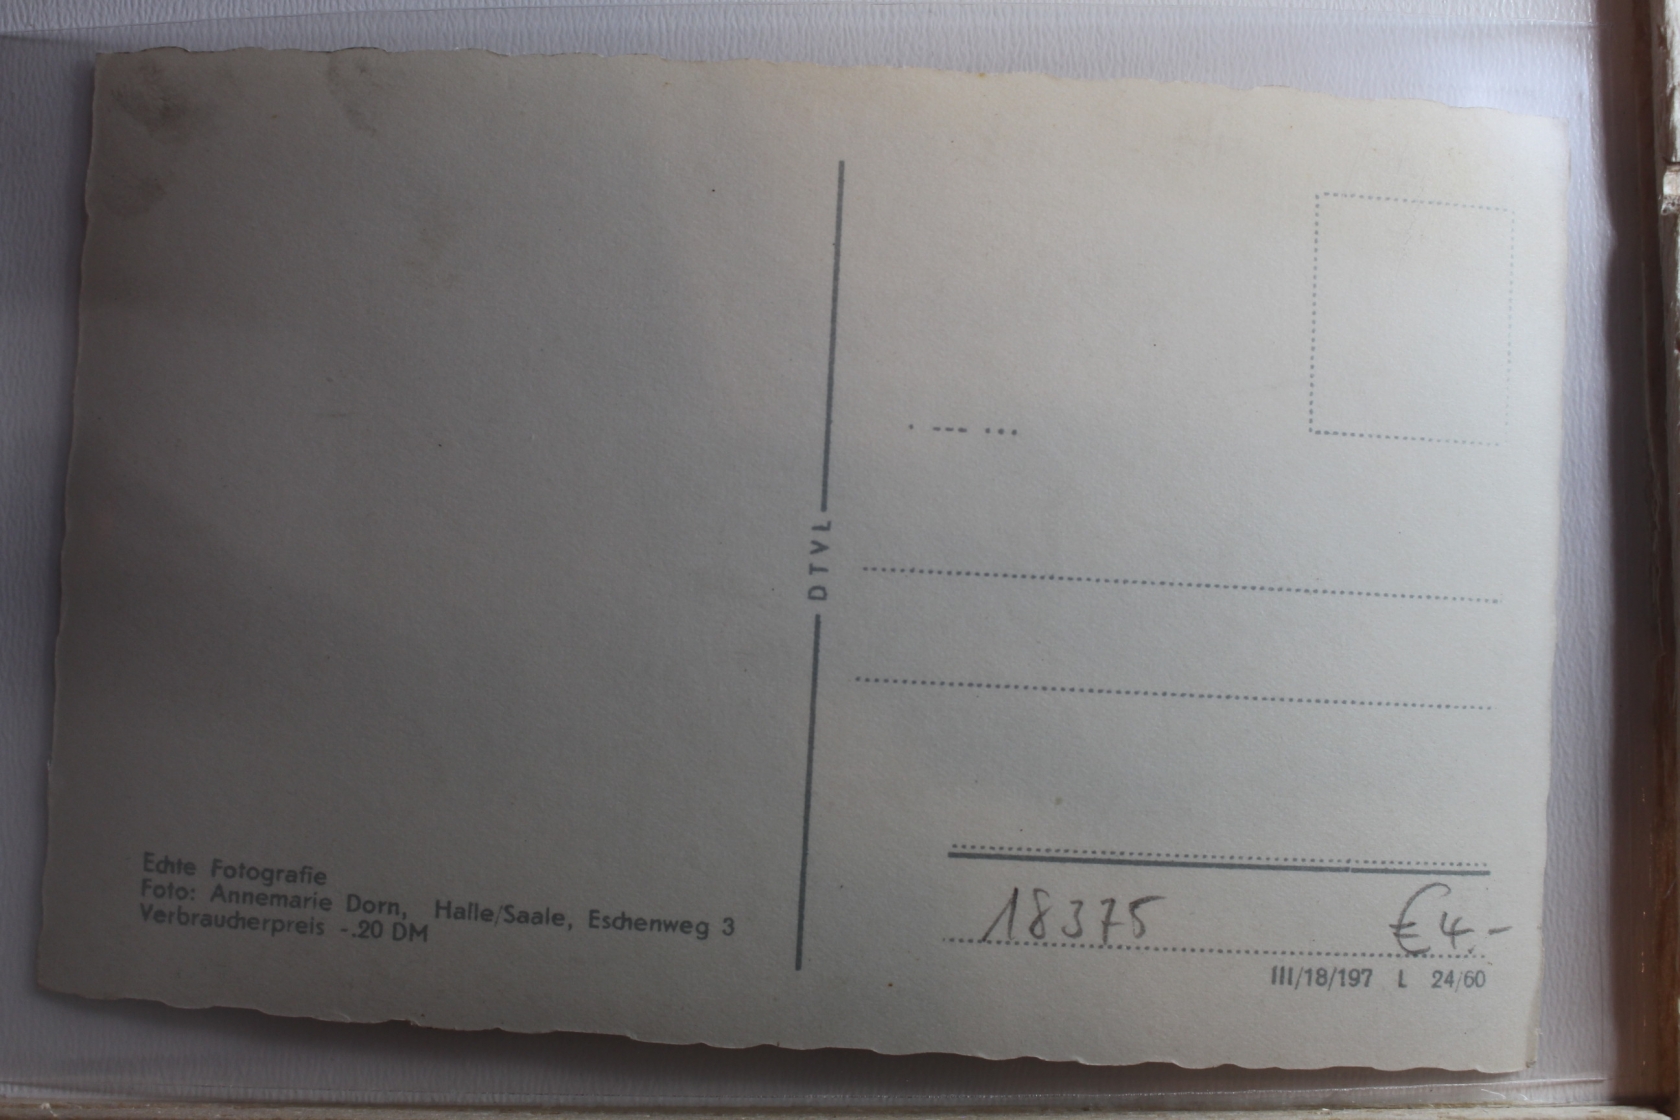 Echte Fotografie
Foto: Annemarie Dorn, Halle/Saale, Eschenweg 3
Verbraucherpreis -.20 DM
DTVL
18375 €4.-
III/18/197 L 24/60